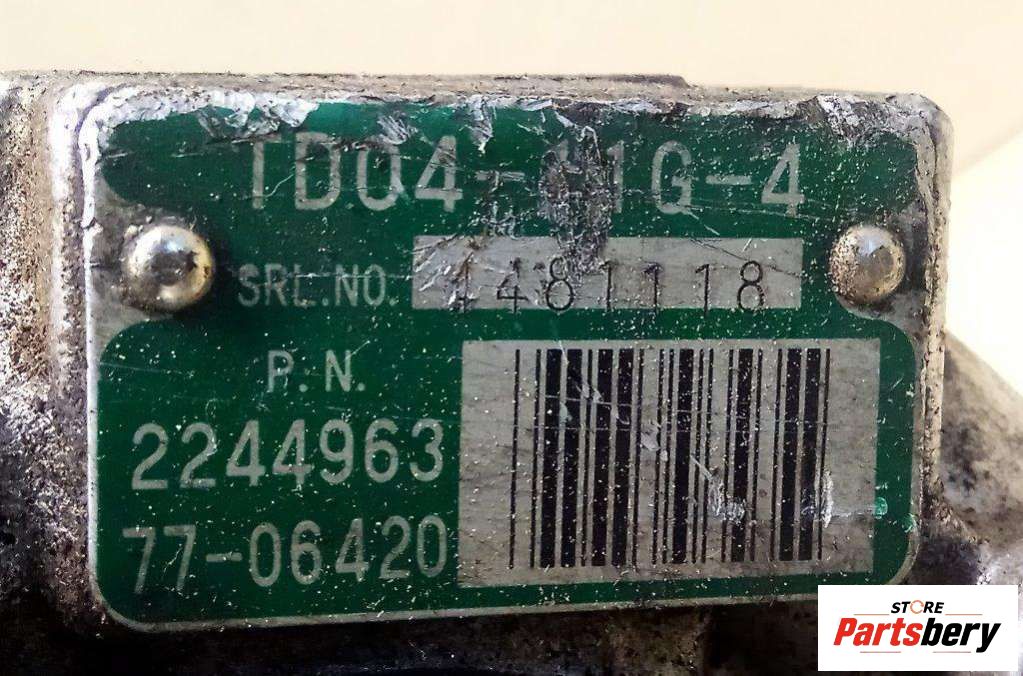 SRL.NO. 1481118
P.N.
2244963
77-06420
STORE
Partsbery